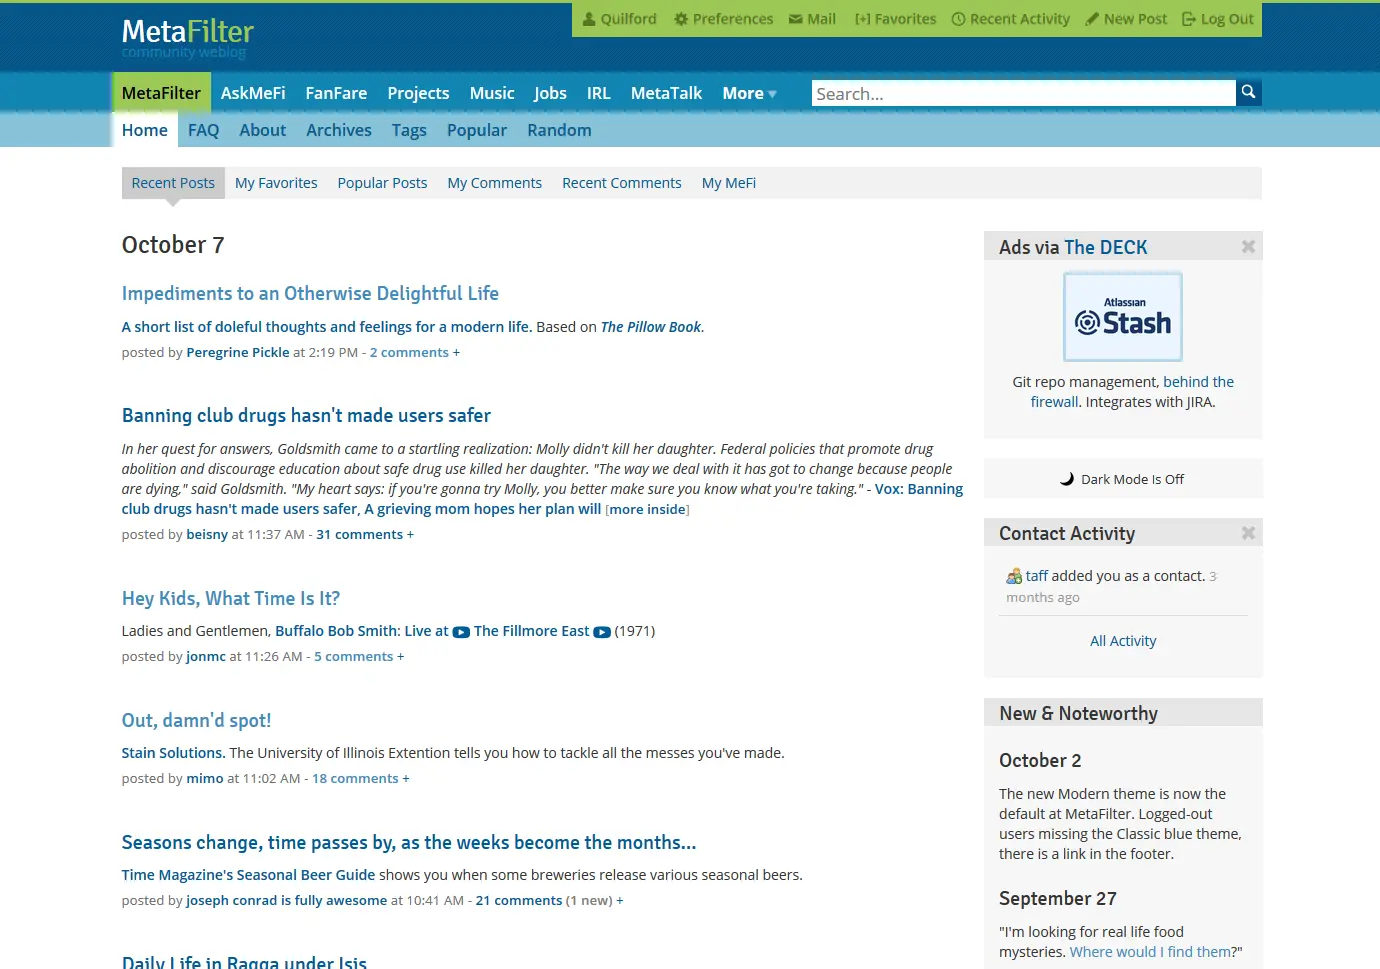 MetaFilter
community weblog
Quilford Preferences Mail [+] Favorites Recent Activity New Post Log Out
MetaFilter AskMeFi FanFare Projects Music Jobs IRL MetaTalk More
Search...
Home FAQ About Archives Tags Popular Random
Recent Posts My Favorites Popular Posts My Comments Recent Comments My MeFi
October 7
Impediments to an Otherwise Delightful Life
A short list of doleful thoughts and feelings for a modern life. Based on The Pillow Book.
posted by Peregrine Pickle at 2:19 PM - 2 comments +
Banning club drugs hasn't made users safer
In her quest for answers, Goldsmith came to a startling realization: Molly didn't kill her daughter. Federal policies that promote drug
abolition and discourage education about safe drug use killed her daughter. "The way we deal with it has got to change because people
are dying," said Goldsmith. "My heart says: if you're gonna try Molly, you better make sure you know what you're taking." - Vox: Banning
club drugs hasn't made users safer, A grieving mom hopes her plan will [more inside]
posted by beisny at 11:37 AM - 31 comments +
Hey Kids, What Time Is It?
Ladies and Gentlemen, Buffalo Bob Smith: Live at The Fillmore East (1971)
posted by jonmc at 11:26 AM - 5 comments +
Out, damn'd spot!
Stain Solutions. The University of Illinois Extention tells you how to tackle all the messes you've made.
posted by mimo at 11:02 AM - 18 comments +
Seasons change, time passes by, as the weeks become the months...
Time Magazine's Seasonal Beer Guide shows you when some breweries release various seasonal beers.
posted by joseph conrad is fully awesome at 10:41 AM - 21 comments (1 new) +
Daily Life in Raqqa under Isis
Ads via The DECK
Atlassian
Stash
Git repo management, behind the
firewall. Integrates with JIRA.
Dark Mode Is Off
Contact Activity
taff added you as a contact. 3
months ago
All Activity
New & Noteworthy
October 2
The new Modern theme is now the
default at MetaFilter. Logged-out
users missing the Classic blue theme,
there is a link in the footer.
September 27
"I'm looking for real life food
mysteries. Where would I find them?"